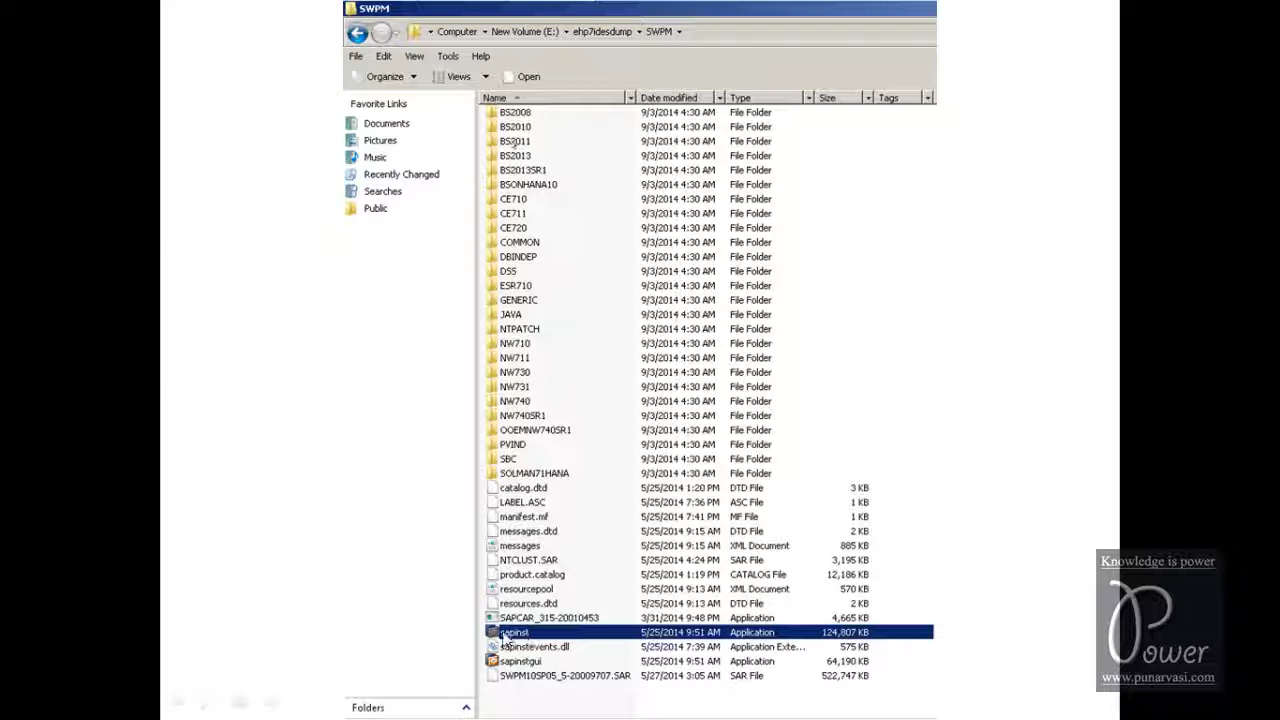 SWPM
Computer New Volume (E:) ehp7idesdump SWPM
File Edit View Tools Help
Organize Views Open
Favorite Links
Documents
Pictures
Music
Recently Changed
Searches
Public
Folders
Name Date modified Type Size Tags
BS2008 9/3/2014 4:30 AM File Folder
BS2010 9/3/2014 4:30 AM File Folder
BS2011 9/3/2014 4:30 AM File Folder
BS2013 9/3/2014 4:30 AM File Folder
BS2013SR1 9/3/2014 4:30 AM File Folder
BSONHANA10 9/3/2014 4:30 AM File Folder
CE710 9/3/2014 4:30 AM File Folder
CE711 9/3/2014 4:30 AM File Folder
CE720 9/3/2014 4:30 AM File Folder
COMMON 9/3/2014 4:30 AM File Folder
DBINDEP 9/3/2014 4:30 AM File Folder
DSS 9/3/2014 4:30 AM File Folder
ESR710 9/3/2014 4:30 AM File Folder
GENERIC 9/3/2014 4:30 AM File Folder
JAVA 9/3/2014 4:30 AM File Folder
NTPATCH 9/3/2014 4:30 AM File Folder
NW710 9/3/2014 4:30 AM File Folder
NW711 9/3/2014 4:30 AM File Folder
NW730 9/3/2014 4:30 AM File Folder
NW731 9/3/2014 4:30 AM File Folder
NW740 9/3/2014 4:30 AM File Folder
NW740SR1 9/3/2014 4:30 AM File Folder
OOEMNW740SR1 9/3/2014 4:30 AM File Folder
PVIND 9/3/2014 4:30 AM File Folder
SBC 9/3/2014 4:30 AM File Folder
SOLMAN71HANA 9/3/2014 4:30 AM File Folder
catalog.dtd 5/25/2014 1:20 PM DTD File 3 KB
LABEL.ASC 5/25/2014 7:36 PM ASC File 1 KB
manifest.mf 5/25/2014 7:41 PM MF File 1 KB
messages.dtd 5/25/2014 9:15 AM DTD File 2 KB
messages 5/25/2014 9:15 AM XML Document 885 KB
NTCLUST.SAR 5/25/2014 4:24 PM SAR File 3,195 KB
product.catalog 5/25/2014 1:19 PM CATALOG File 12,186 KB
resourcepool 5/25/2014 9:13 AM XML Document 570 KB
resources.dtd 5/25/2014 9:13 AM DTD File 2 KB
SAPCAR_315-20010453 3/31/2014 9:48 PM Application 4,665 KB
sapinst 5/25/2014 9:51 AM Application 124,807 KB
sapinstevents.dll 5/25/2014 7:39 AM Application Exte... 575 KB
sapinstgui 5/25/2014 9:51 AM Application 64,190 KB
SWPM10SP05_5-20009707.SAR 5/27/2014 3:05 AM SAR File 522,747 KB
Knowledge is power
Power
www.punarvasi.com